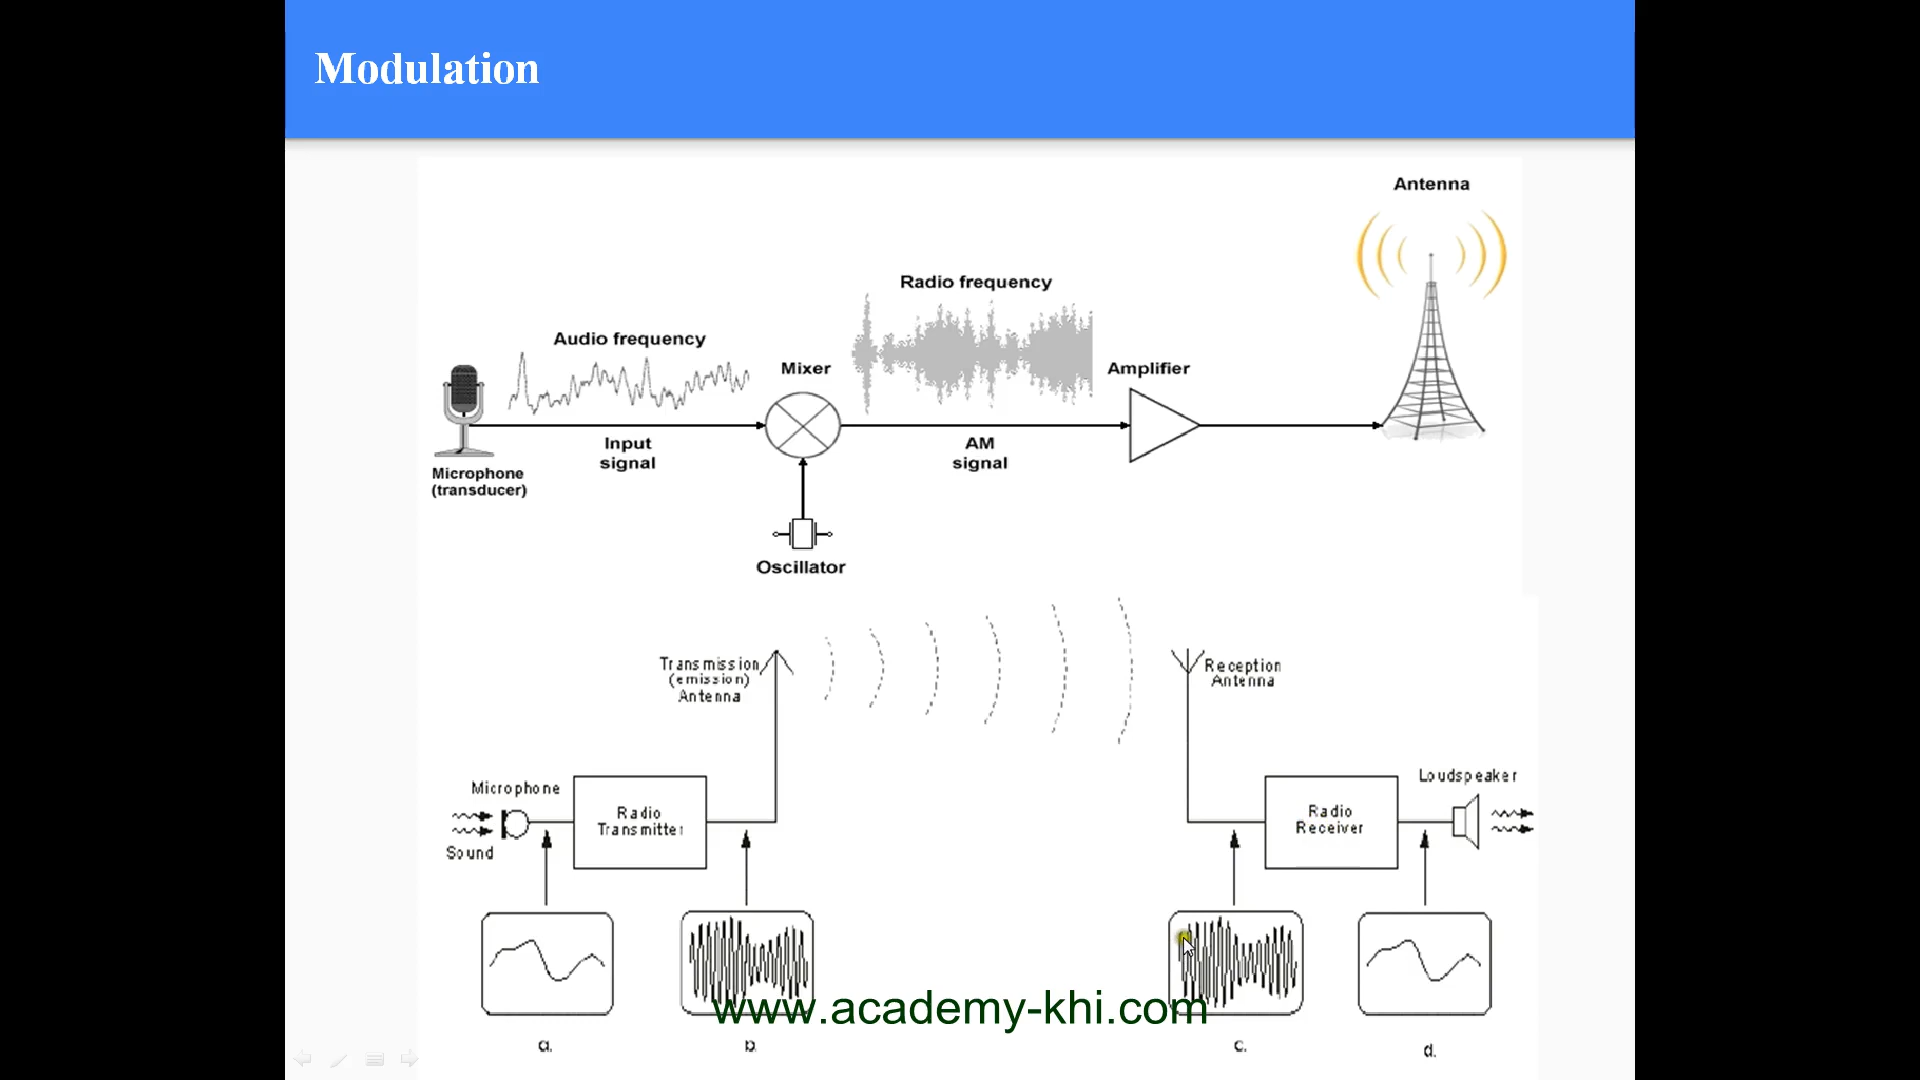 Modulation
Antenna
Radio frequency
Audio frequency
Mixer
Amplifier
Input
signal
AM
signal
Microphone
(transducer)
Oscillator
Transmission
(emission)
Antenna
Reception
Antenna
Microphone
Loudspeaker
Radio
Transmitter
Radio
Receiver
Sound
www.academy-khi.com
a.
b.
c.
d.